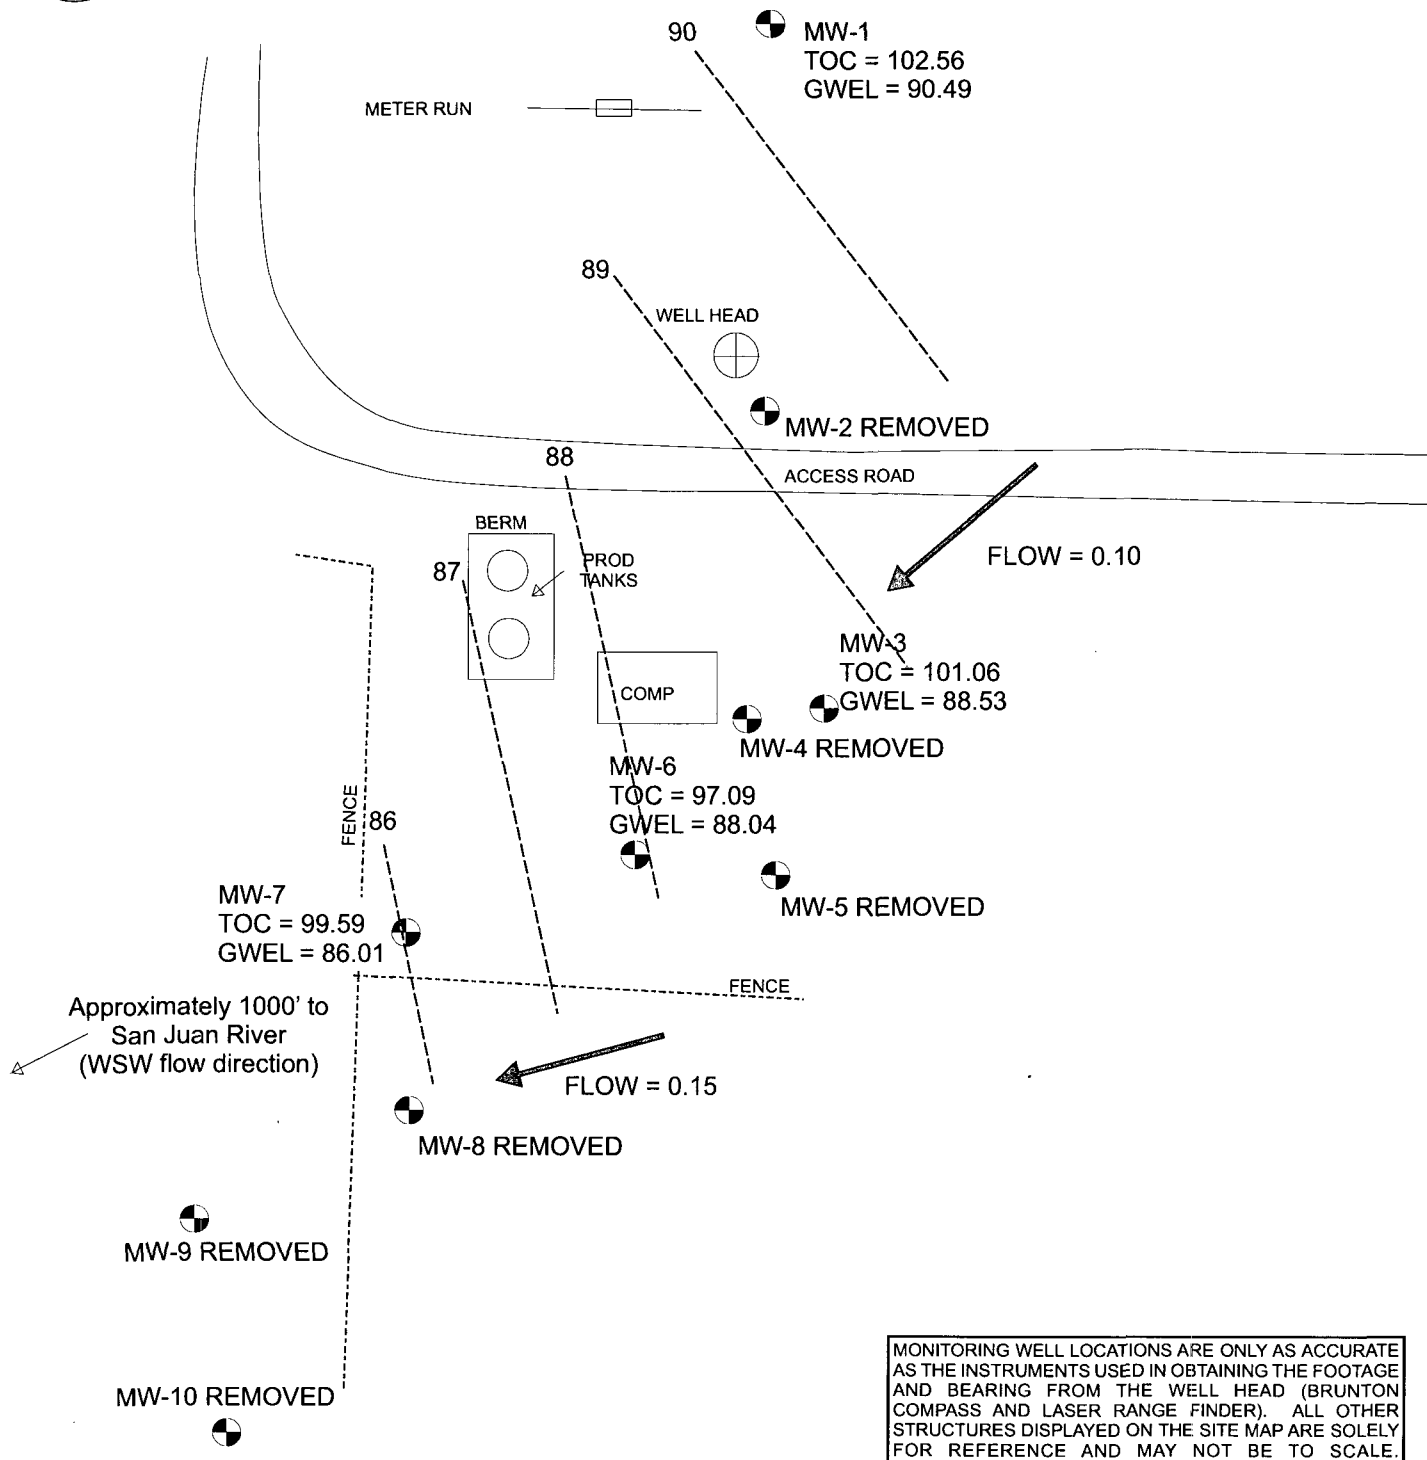 90
MW-1
TOC = 102.56
GWEL = 90.49
METER RUN
89
WELL HEAD
MW-2 REMOVED
88
ACCESS ROAD
BERM
FLOW = 0.10
PROD
TANKS
87
MW-3
TOC = 101.06
GWEL = 88.53
COMP
MW-4 REMOVED
MW-6
TOC = 97.09
GWEL = 88.04
FENCE
86
MW-7
TOC = 99.59
GWEL = 86.01
MW-5 REMOVED
FENCE
Approximately 1000' to
San Juan River
(WSW flow direction)
FLOW = 0.15
MW-8 REMOVED
MW-9 REMOVED
MW-10 REMOVED
MONITORING WELL LOCATIONS ARE ONLY AS ACCURATE
AS THE INSTRUMENTS USED IN OBTAINING THE FOOTAGE
AND BEARING FROM THE WELL HEAD (BRUNTON
COMPASS AND LASER RANGE FINDER). ALL OTHER
STRUCTURES DISPLAYED ON THE SITE MAP ARE SOLELY
FOR REFERENCE AND MAY NOT BE TO SCALE.